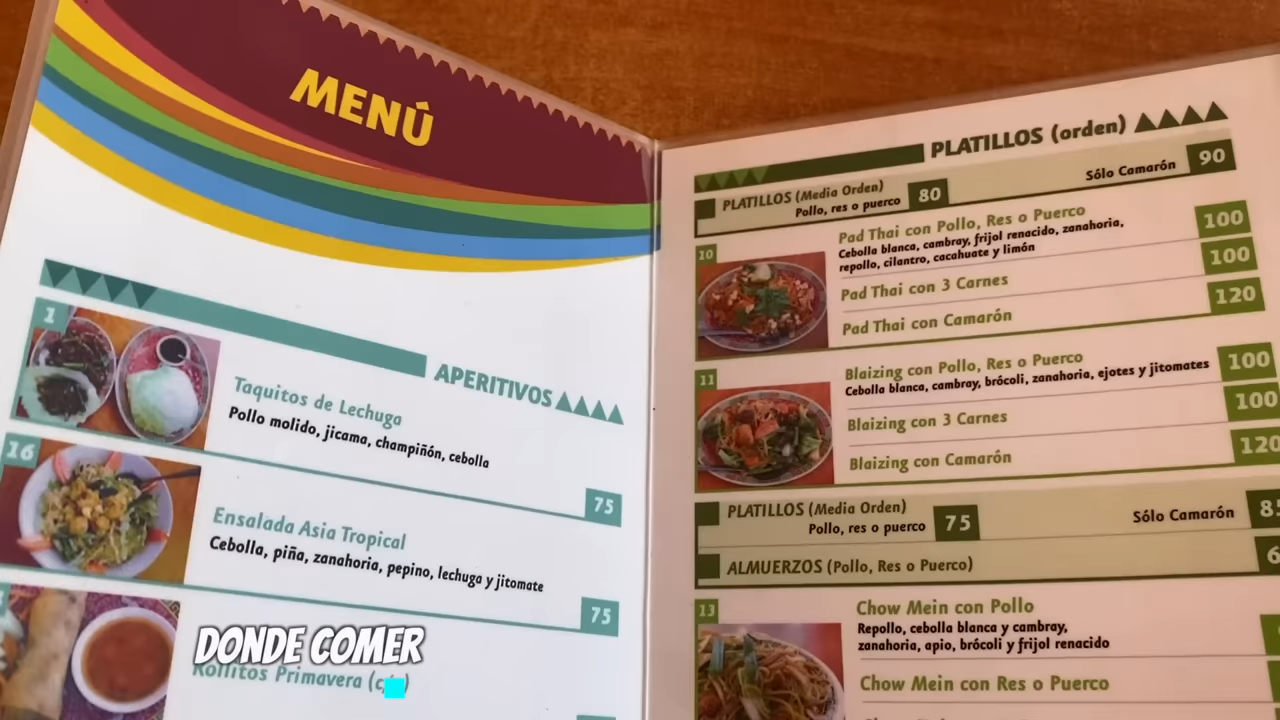 MENÚ
APERITIVOS
1
Taquitos de Lechuga
Pollo molido, jicama, champiñón, cebolla
75
16
Ensalada Asia Tropical
Cebolla, piña, zanahoria, pepino, lechuga y jitomate
75
DONDE COMER
Rollitos Primavera
PLATILLOS (orden)
PLATILLOS (Media Orden)
Pollo, res o puerco 80
Sólo Camarón 90
10
Pad Thai con Pollo, Res o Puerco 100
Cebolla blanca, cambray, frijol renacido, zanahoria,
repollo, cilantro, cacahuate y limón
Pad Thai con 3 Carnes 100
Pad Thai con Camarón 120
11
Blaizing con Pollo, Res o Puerco 100
Cebolla blanca, cambray, brócoli, zanahoria, ejotes y jitomates
Blaizing con 3 Carnes 100
Blaizing con Camarón 120
PLATILLOS (Media Orden)
Pollo, res o puerco 75
Sólo Camarón
ALMUERZOS (Pollo, Res o Puerco)
13
Chow Mein con Pollo
Repollo, cebolla blanca y cambray,
zanahoria, apio, brócoli y frijol renacido
Chow Mein con Res o Puerco